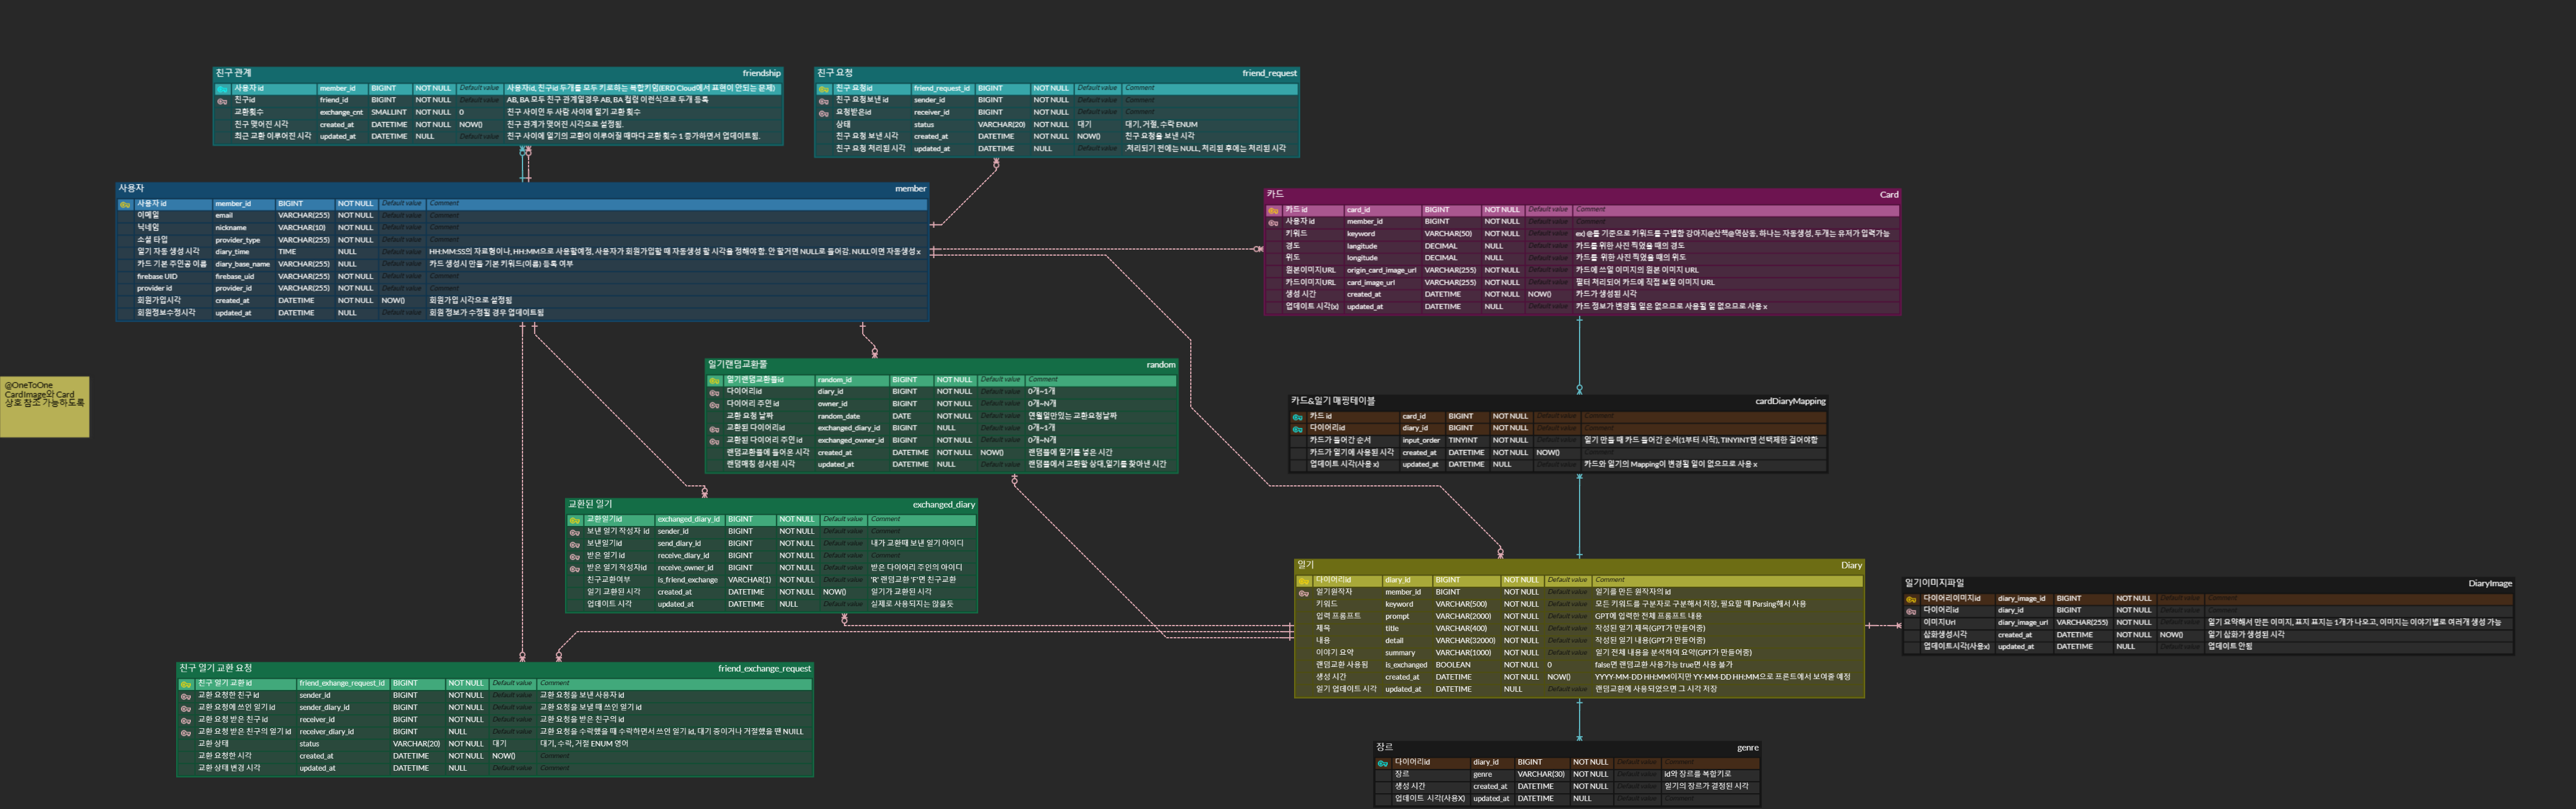 친구 관계 friendship
사용자 id member_id BIGINT NOT NULL Default value 사용자id, 친구id 두개를 모두 키로하는 복합키임(ERD Cloud에서 표현이 안되는 문제)
친구id friend_id BIGINT NOT NULL Default value AB, BA 모두 친구 관계일경우 AB, BA 컬럼 이런식으로 두개 등록
교환횟수 exchange_cnt SMALLINT NOT NULL 0 친구 사이면 두 사람 사이에 일기 교환 횟수
친구 맺어진 시각 created_at DATETIME NOT NULL NOW() 친구 관계가 맺어진 시각으로 설정됨.
최근 교환 이루어진 시각 updated_at DATETIME NULL Default value 친구 사이에 일기의 교환이 이루어질 때마다 교환 횟수 1 증가하면서 업데이트됨.
친구 요청 friend_request
친구 요청id friend_request_id BIGINT NOT NULL Default value Comment
친구 요청보낸 id sender_id BIGINT NOT NULL Default value Comment
요청받은id receiver_id BIGINT NOT NULL Default value Comment
상태 status VARCHAR(20) NOT NULL 대기 대기, 거절, 수락 ENUM
친구 요청 보낸 시각 created_at DATETIME NOT NULL NOW() 친구 요청을 보낸 시각
친구 요청 처리된 시각 updated_at DATETIME NULL Default value 처리되기 전에는 NULL, 처리된 후에는 처리된 시각
사용자 member
사용자 id member_id BIGINT NOT NULL Default value Comment
이메일 email VARCHAR(255) NOT NULL Default value Comment
닉네임 nickname VARCHAR(10) NOT NULL Default value Comment
소셜 타입 provider_type VARCHAR(255) NOT NULL Default value Comment
일기 자동 생성 시각 diary_time TIME NULL Default value HH:MM:SS의 자료형이나, HH:MM으로 사용할예정, 사용자가 회원가입할 때 자동생성 할 시각을 정해야 함. 안 할거면 NULL로 들어감. NULL이면 자동생성 x
카드 기본 주인공 이름 diary_base_name VARCHAR(255) NULL Default value 카드 생성시 만들 기본 키워드(이름) 등록 여부
firebase UID firebase_uid VARCHAR(255) NOT NULL Default value Comment
provider id provider_id VARCHAR(255) NOT NULL Default value Comment
회원가입시각 created_at DATETIME NOT NULL NOW() 회원가입 시각으로 설정됨
회원정보수정시각 updated_at DATETIME NULL Default value 회원 정보가 수정될 경우 업데이트됨
카드 Card
카드 id card_id BIGINT NOT NULL Default value Comment
사용자 id member_id BIGINT NOT NULL Default value Comment
키워드 keyword VARCHAR(50) NOT NULL Default value ex) @를 기준으로 키워드를 구별함 강아지@산책@역삼동, 하나는 자동생성, 두개는 유저가 입력가능
경도 langitude DECIMAL NULL Default value 카드를 위한 사진 찍었을 때의 경도
위도 longitude DECIMAL NULL Default value 카드를 위한 사진 찍었을 때의 위도
원본이미지URL origin_card_image_url VARCHAR(255) NOT NULL Default value 카드에 쓰일 이미지의 원본 이미지 URL
카드이미지URL card_image_url VARCHAR(255) NOT NULL Default value 필터 처리되어 카드에 직접 보일 이미지 URL
생성 시간 created_at DATETIME NOT NULL NOW() 카드가 생성된 시각
업데이트 시각(x) updated_at DATETIME NULL Default value 카드 정보가 변경될 일은 없으므로 사용될 일 없으므로 사용 x
@OneToOne
CardImage와 Card
상호 참조 가능하도록
일기랜덤교환풀 random
일기랜덤교환풀id random_id BIGINT NOT NULL Default value Comment
다이어리id diary_id BIGINT NOT NULL Default value 0개~1개
다이어리 주인 id owner_id BIGINT NOT NULL Default value 0개~N개
교환 요청 날짜 random_date DATE NOT NULL Default value 연월일만있는 교환요청날짜
교환된 다이어리id exchanged_diary_id BIGINT NULL Default value 0개~1개
교환된 다이어리 주인id exchanged_owner_id BIGINT NOT NULL Default value 0개~N개
랜덤교환풀에 들어온 시각 created_at DATETIME NOT NULL NOW() 랜덤풀에 일기를 넣은 시간
랜덤매칭 성사된 시각 updated_at DATETIME NULL Default value 랜덤풀에서 교환할 상대,일기를 찾아낸 시간
카드&일기 매핑테이블 cardDiaryMapping
카드 id card_id BIGINT NOT NULL Default value Comment
다이어리id diary_id BIGINT NOT NULL Default value Comment
카드가 들어간 순서 input_order TINYINT NOT NULL Default value 일기 만들 때 카드 들어간 순서(1부터 시작), TINYINT면 선택제한 걸어야함
카드가 일기에 사용된 시각 created_at DATETIME NOT NULL NOW() Comment
업데이트 시각(사용 x) updated_at DATETIME NULL Default value 카드와 일기의 Mapping이 변경될 일이 없으므로 사용 x
교환된 일기 exchanged_diary
교환일기id exchanged_diary_id BIGINT NOT NULL Default value Comment
보낸 일기 작성자 id sender_id BIGINT NOT NULL Default value Comment
보낸일기id send_diary_id BIGINT NOT NULL Default value 내가 교환때 보낸 일기 아이디
받은 일기 id receive_diary_id BIGINT NOT NULL Default value Comment
받은 일기 작성자id receive_owner_id BIGINT NOT NULL Default value 받은 다이어리 주인의 아이디
친구교환여부 is_friend_exchange VARCHAR(1) NOT NULL Default value 'R' 랜덤교환 'F'면 친구교환
일기 교환된 시각 created_at DATETIME NOT NULL NOW() 일기가 교환된 시각
업데이트 시각 updated_at DATETIME NULL Default value 실제로 사용되지는 않을듯
일기 Diary
다이어리id diary_id BIGINT NOT NULL Default value Comment
일기원작자 member_id BIGINT NOT NULL Default value 일기를 만든 원작자의 id
키워드 keyword VARCHAR(500) NOT NULL Default value 모든 키워드를 구분자로 구분해서 저장, 필요할 때 Parsing해서 사용
입력 프롬프트 prompt VARCHAR(2000) NOT NULL Default value GPT에 입력한 전체 프롬프트 내용
제목 title VARCHAR(400) NOT NULL Default value 작성된 일기 제목(GPT가 만들어줌)
내용 detail VARCHAR(32000) NOT NULL Default value 작성된 일기 내용(GPT가 만들어줌)
이야기 요약 summary VARCHAR(1000) NOT NULL Default value 일기 전체 내용을 분석하여 요약(GPT가 만들어줌)
랜덤교환 사용됨 is_exchanged BOOLEAN NOT NULL 0 false면 랜덤교환 사용가능 true면 사용 불가
생성 시간 created_at DATETIME NOT NULL NOW() YYYY-MM-DD HH:MM이지만 YY-MM-DD HH:MM으로 프론트에서 보여줄 예정
일기 업데이트 시각 updated_at DATETIME NULL Default value 랜덤교환에 사용되었으면 그 시각 저장
일기이미지파일 DiaryImage
다이어리이미지id diary_image_id BIGINT NOT NULL Default value Comment
다이어리id diary_id BIGINT NOT NULL Default value Comment
이미지Url diary_image_url VARCHAR(255) NOT NULL Default value 일기 요약해서 만든 이미지, 표지 표지는 1개가 나오고, 이미지는 이야기별로 여러개 생성 가능
삽화생성시각 created_at DATETIME NOT NULL NOW() 일기 삽화가 생성된 시각
업데이트시각(사용x) updated_at DATETIME NULL Default value 업데이트 안됨
친구 일기 교환 요청 friend_exchange_request
친구 일기 교환 id friend_exhange_request_id BIGINT NOT NULL Default value Comment
교환 요청한 친구 id sender_id BIGINT NOT NULL Default value 교환 요청을 보낸 사용자 id
교환 요청에 쓰인 일기 id sender_diary_id BIGINT NOT NULL Default value 교환 요청을 보낼 때 쓰인 일기 id
교환 요청 받은 친구 id receiver_id BIGINT NOT NULL Default value 교환 요청을 받은 친구의 id
교환 요청 받은 친구의 일기 id receiver_diary_id BIGINT NULL Default value 교환 요청을 수락했을 때 수락하면서 쓰인 일기 id, 대기 중이거나 거절했을 땐 NUILL
교환 상태 status VARCHAR(20) NOT NULL 대기 대기, 수락, 거절 ENUM 영어
교환 요청한 시각 created_at DATETIME NOT NULL NOW() Comment
교환 상태 변경 시각 updated_at DATETIME NULL Default value Comment
장르 genre
다이어리id diary_id BIGINT NOT NULL Default value Comment
장르 genre VARCHAR(30) NOT NULL Default value id와 장르를 복합키로
생성 시간 created_at DATETIME NOT NULL Default value 일기의 장르가 결정된 시각
업데이트 시각(사용X) updated_at DATETIME NULL Default value Comment